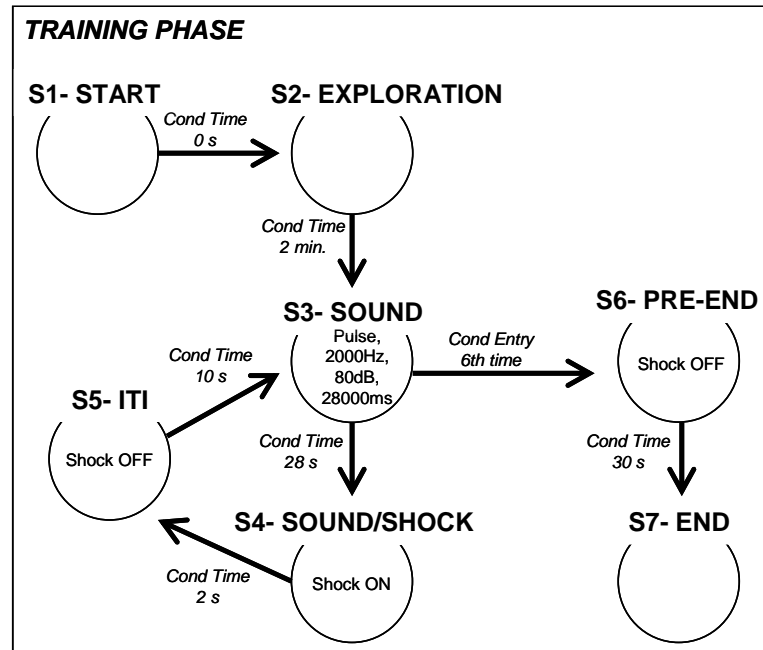 TRAINING PHASE
S1- START
Cond Time
0 s
S2- EXPLORATION
Cond Time
2 min.
S3- SOUND
Pulse,
2000Hz,
80dB,
28000ms
Cond Entry
6th time
S6- PRE-END
Shock OFF
Cond Time
10 s
S5- ITI
Shock OFF
Cond Time
28 s
Cond Time
30 s
S4- SOUND/SHOCK
Shock ON
Cond Time
2 s
S7- END